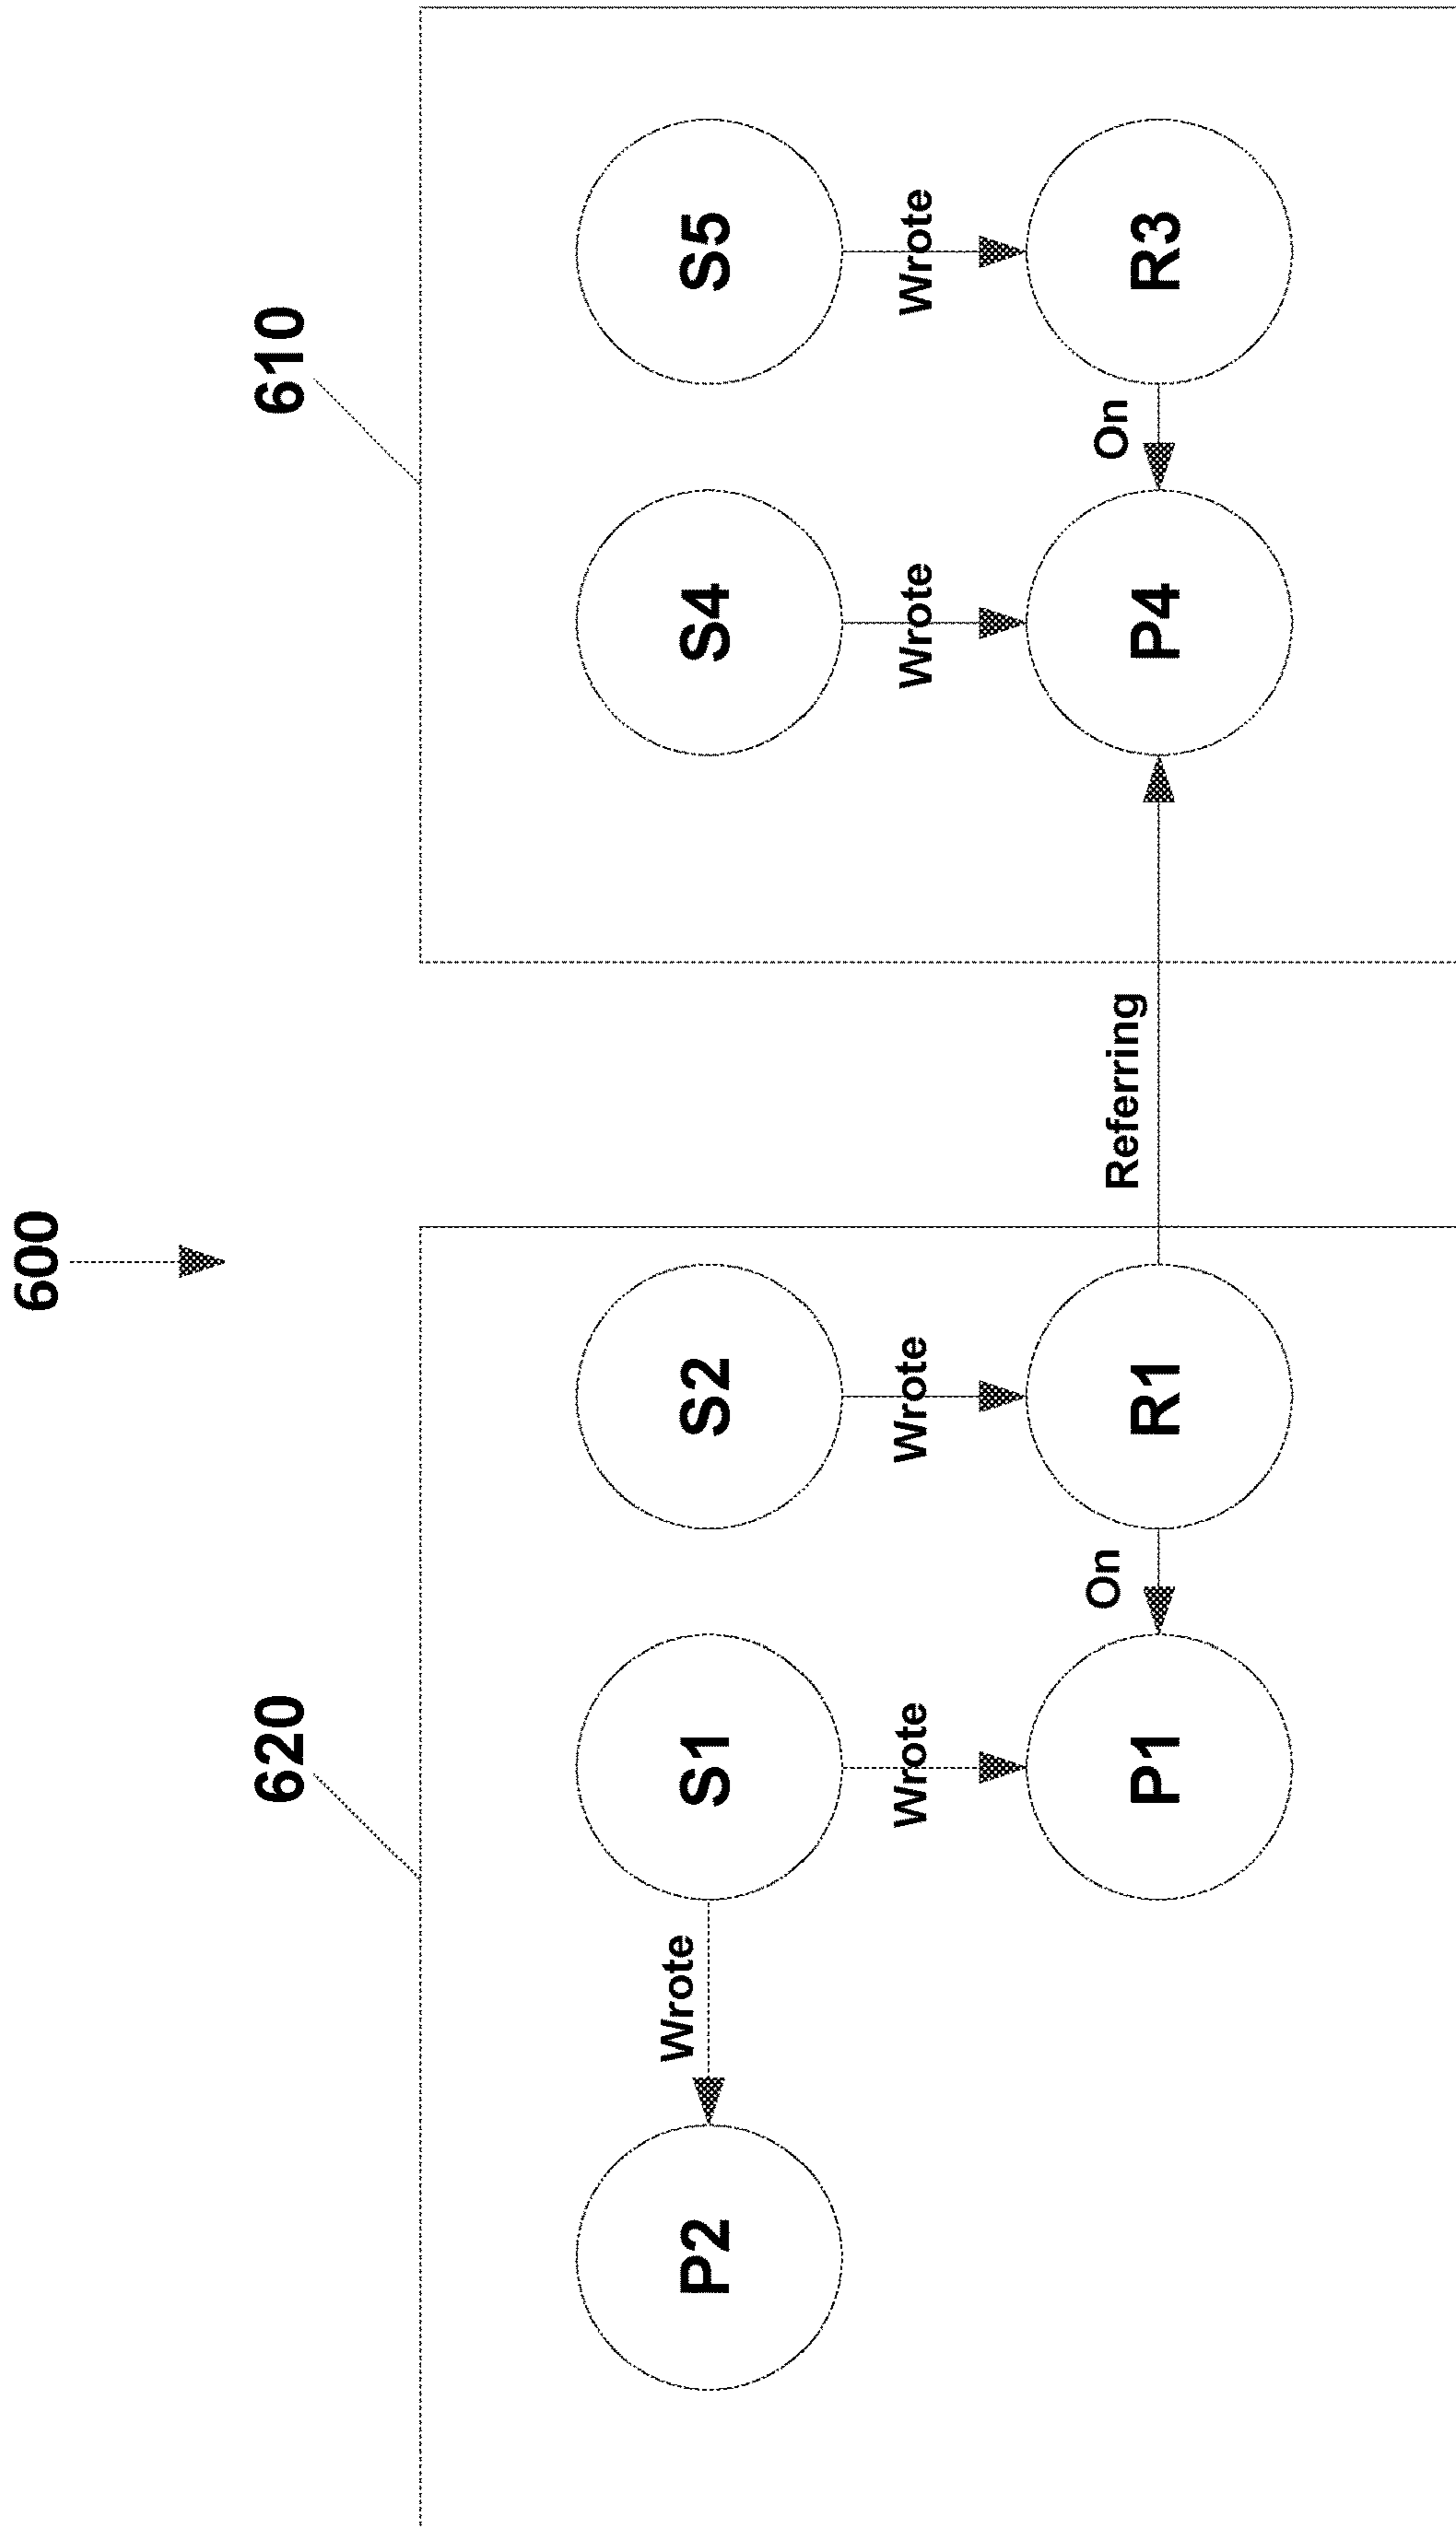 600
620 610
Wrote
P2 S1 S2 S4 S5
Wrote Wrote Wrote Wrote
On Referring On
P1 R1 P4 R3